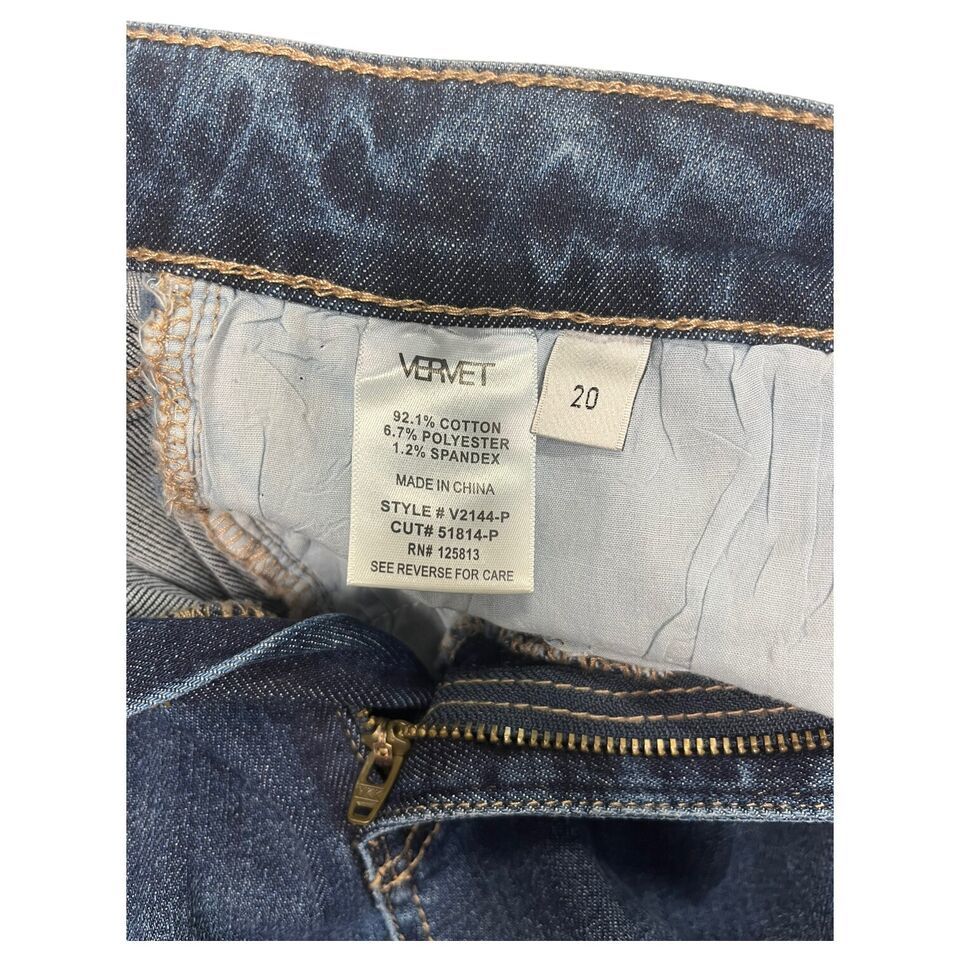 VERVET
92.1% COTTON
6.7% POLYESTER
1.2% SPANDEX
MADE IN CHINA
STYLE # V2144-P
CUT# 51814-P
RN# 125813
SEE REVERSE FOR CARE
20